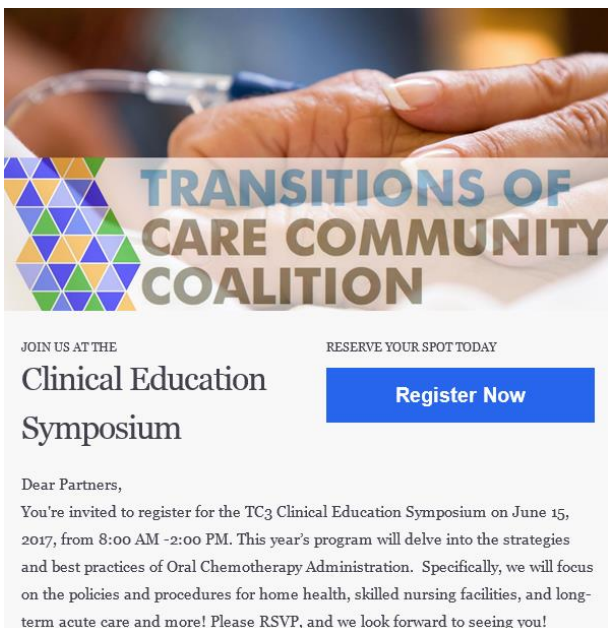 TRANSITIONS OF
CARE COMMUNITY
COALITION
JOIN US AT THE
Clinical Education
Symposium
RESERVE YOUR SPOT TODAY
Register Now
Dear Partners,
You're invited to register for the TC3 Clinical Education Symposium on June 15,
2017, from 8:00 AM -2:00 PM. This year's program will delve into the strategies
and best practices of Oral Chemotherapy Administration.  Specifically, we will focus
on the policies and procedures for home health, skilled nursing facilities, and long-
term acute care and more! Please RSVP, and we look forward to seeing you!